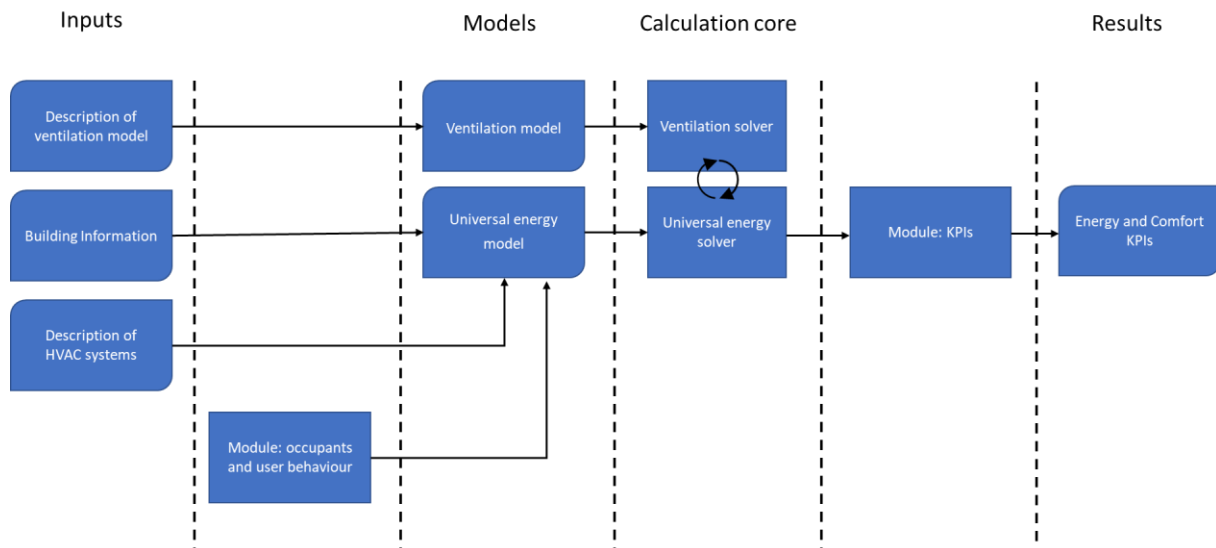 Inputs
Models
Calculation core
Results
Description of
ventilation model
Ventilation model
Ventilation solver
Building Information
Universal energy
model
Universal energy
solver
Module: KPIs
Energy and Comfort
KPIs
Description of
HVAC systems
Module: occupants
and user behaviour